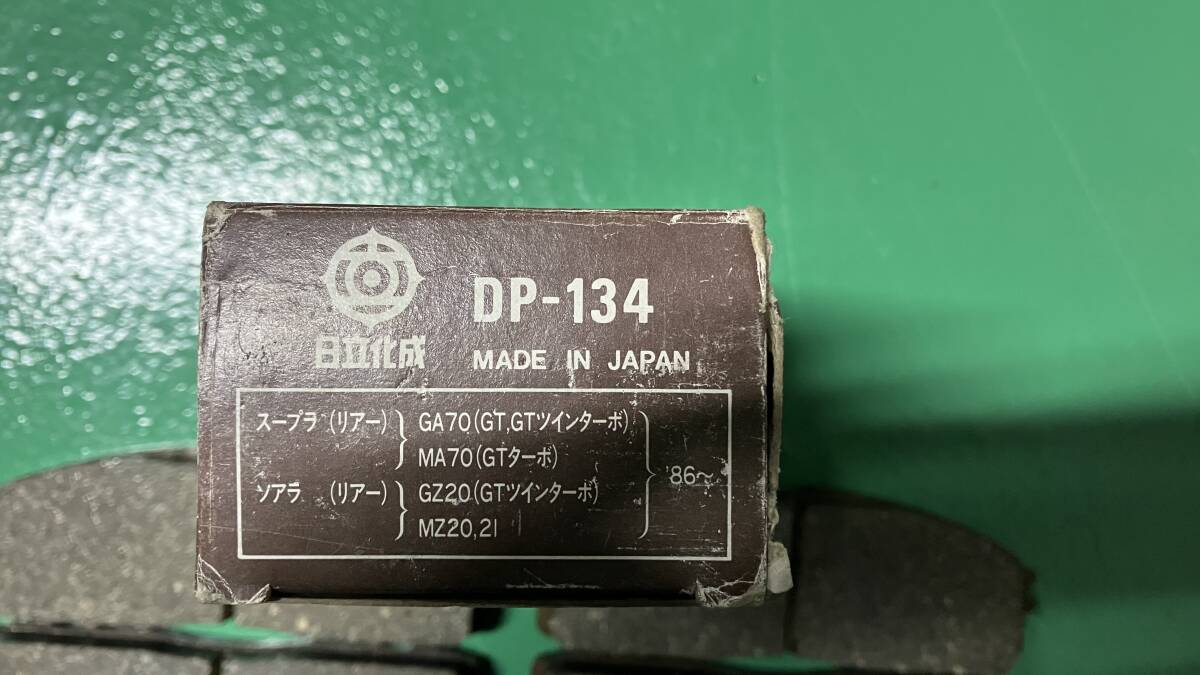 DP-134
日立化成
MADE IN JAPAN
スープラ (リアー) GA70(GT,GTツインターボ)
MA70(GTターボ)
ソアラ (リアー) GZ20(GTツインターボ)
MZ20,21
'86~